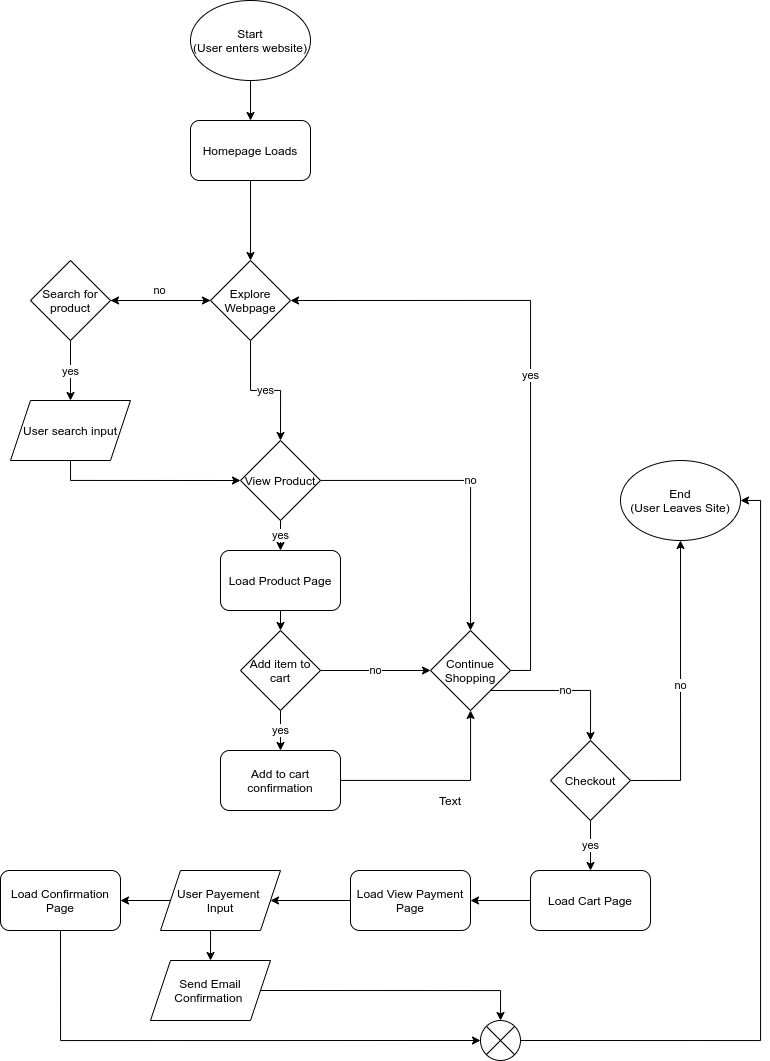 Start
(User enters website)
Homepage Loads
Search for
product
no
Explore
Webpage
yes
yes
yes
User search input
View Product
no
End
(User Leaves Site)
yes
Load Product Page
Add item to
cart
no
Continue
Shopping
no
no
yes
Add to cart
confirmation
Checkout
Text
yes
Load Confirmation
Page
User Payement
Input
Load View Payment
Page
Load Cart Page
Send Email
Confirmation